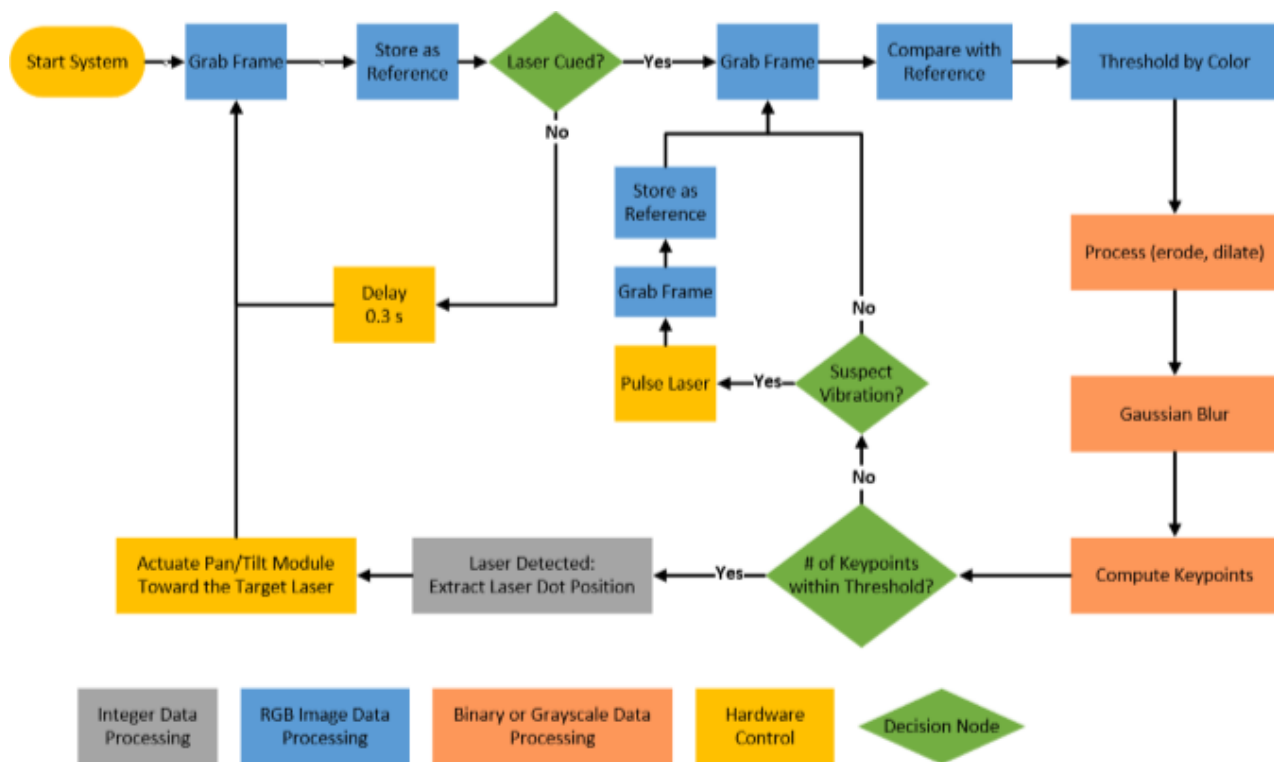 Start System
Grab Frame
Store as
Reference
Laser Cued?
Yes
Grab Frame
Compare with
Reference
Threshold by Color
No
Store as
Reference
Process (erode, dilate)
Delay
0.3 s
Grab Frame
No
Pulse Laser
Yes
Suspect
Vibration?
Gaussian Blur
No
Actuate Pan/Tilt Module
Toward the Target Laser
Laser Detected:
Extract Laser Dot Position
Yes
# of Keypoints
within Threshold?
Compute Keypoints
Integer Data
Processing
RGB Image Data
Processing
Binary or Grayscale Data
Processing
Hardware
Control
Decision Node